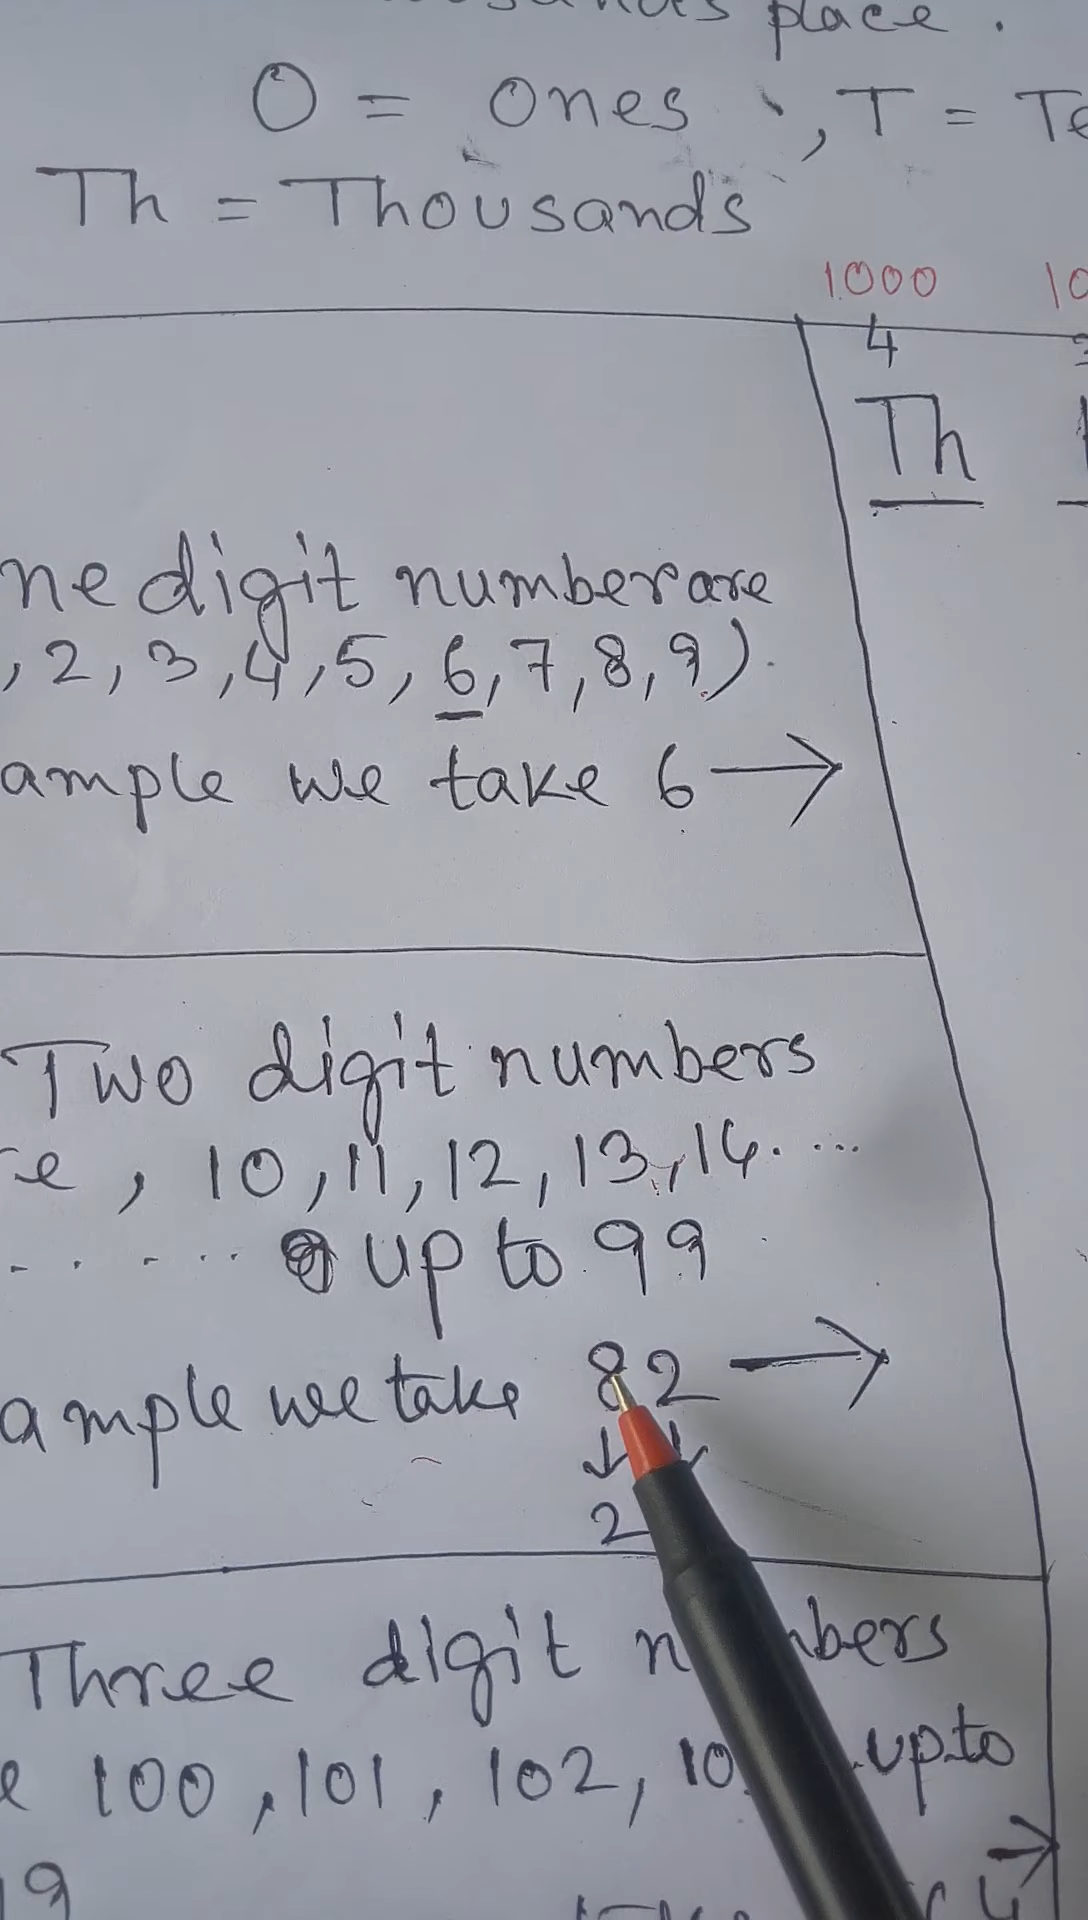 place.
O = Ones , T = Te
Th = Thousands
1000 10
4
Th
ne digit number are
, 2, 3, 4, 5, 6, 7, 8, 9).
ample we take 6 →
Two digit numbers
e, 10, 11, 12, 13, 14. ...
. . . . . . up to 99
ample we take 82 →
↓ ↓
2
Three digit n bers
e 100, 101, 102, 10 upto
→
9
4